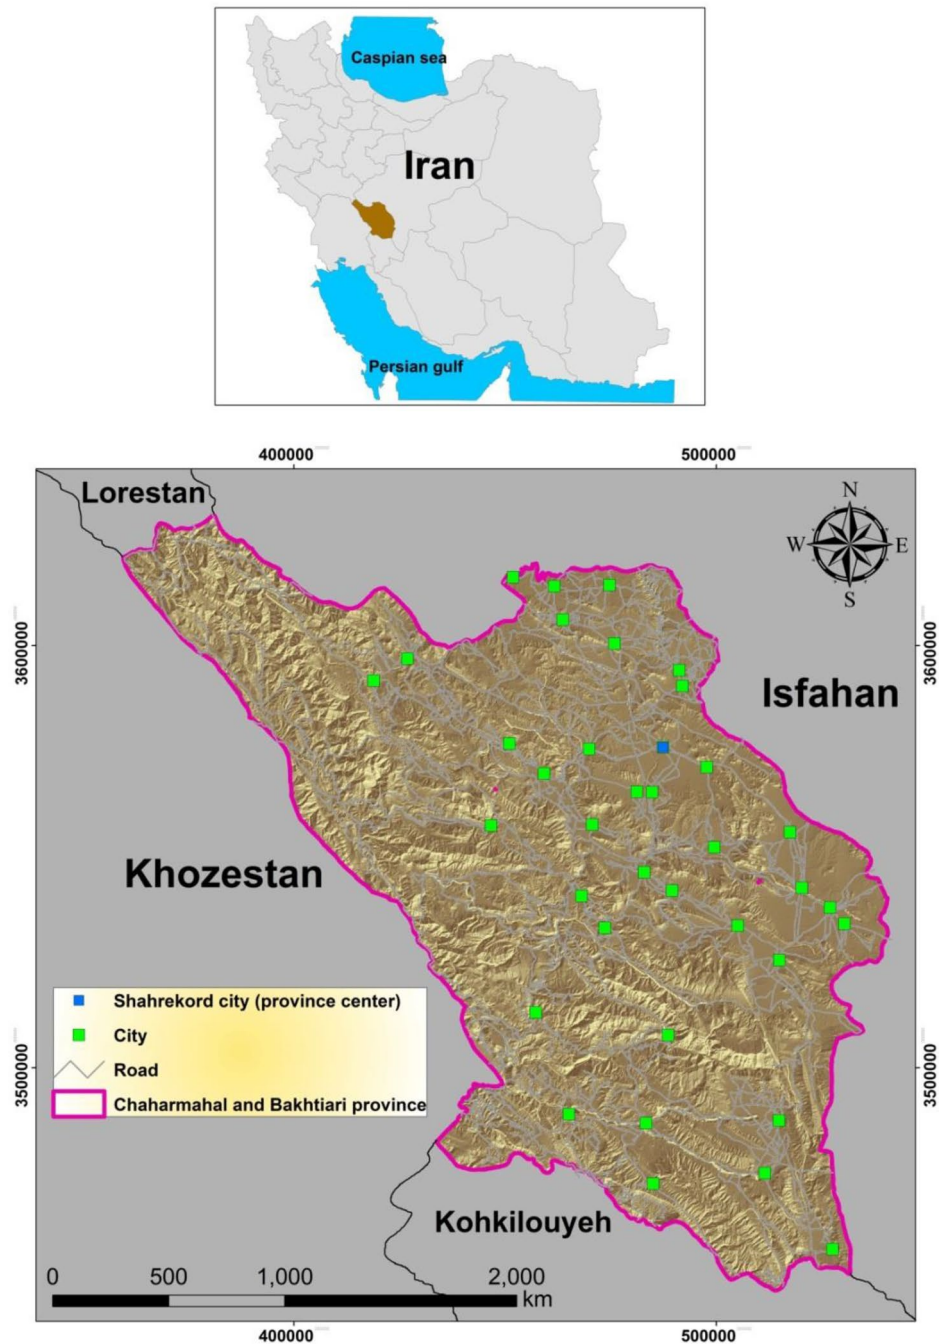 Caspian sea
Iran
Persian gulf
400000
500000
Lorestan
N
W
E
S
3600000
3600000
Isfahan
Khozestan
Shahrekord city (province center)
City
Road
Chaharmahal and Bakhtiari province
3500000
3500000
Kohkilouyeh
0
500
1,000
2,000
km
400000
500000